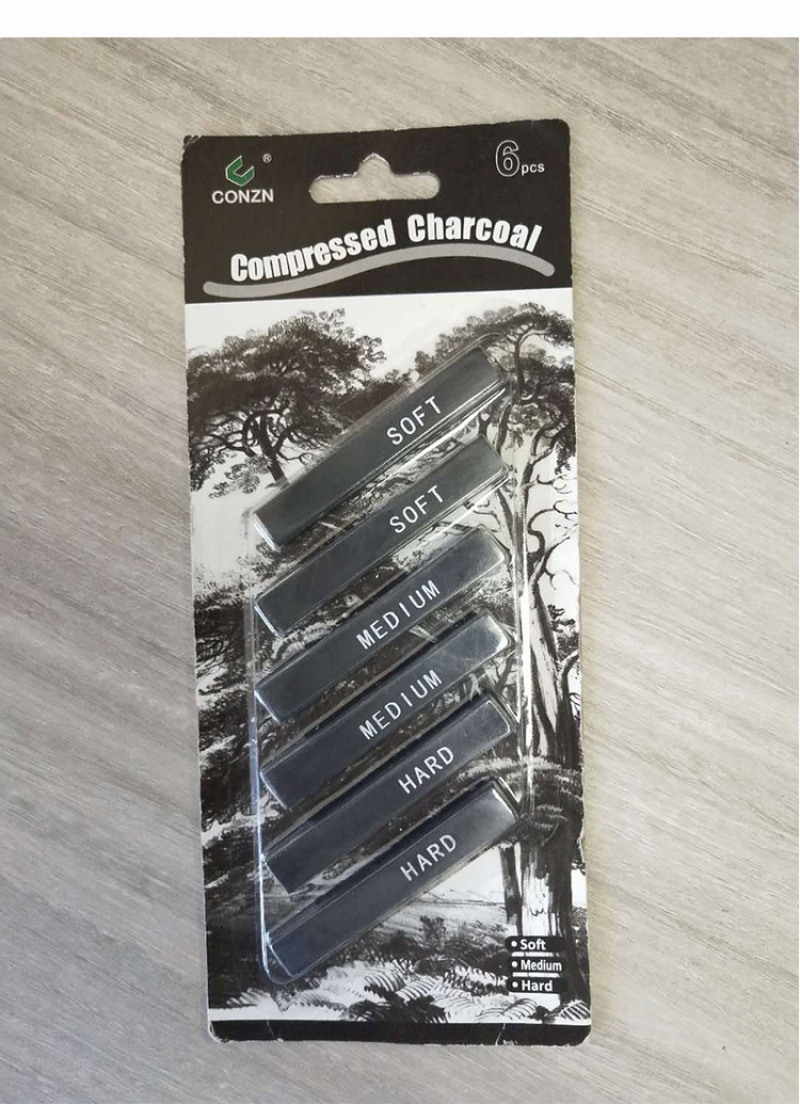 CONZN
®
6pcs
Compressed Charcoal
SOFT
SOFT
MEDIUM
MEDIUM
HARD
HARD
• Soft
• Medium
• Hard